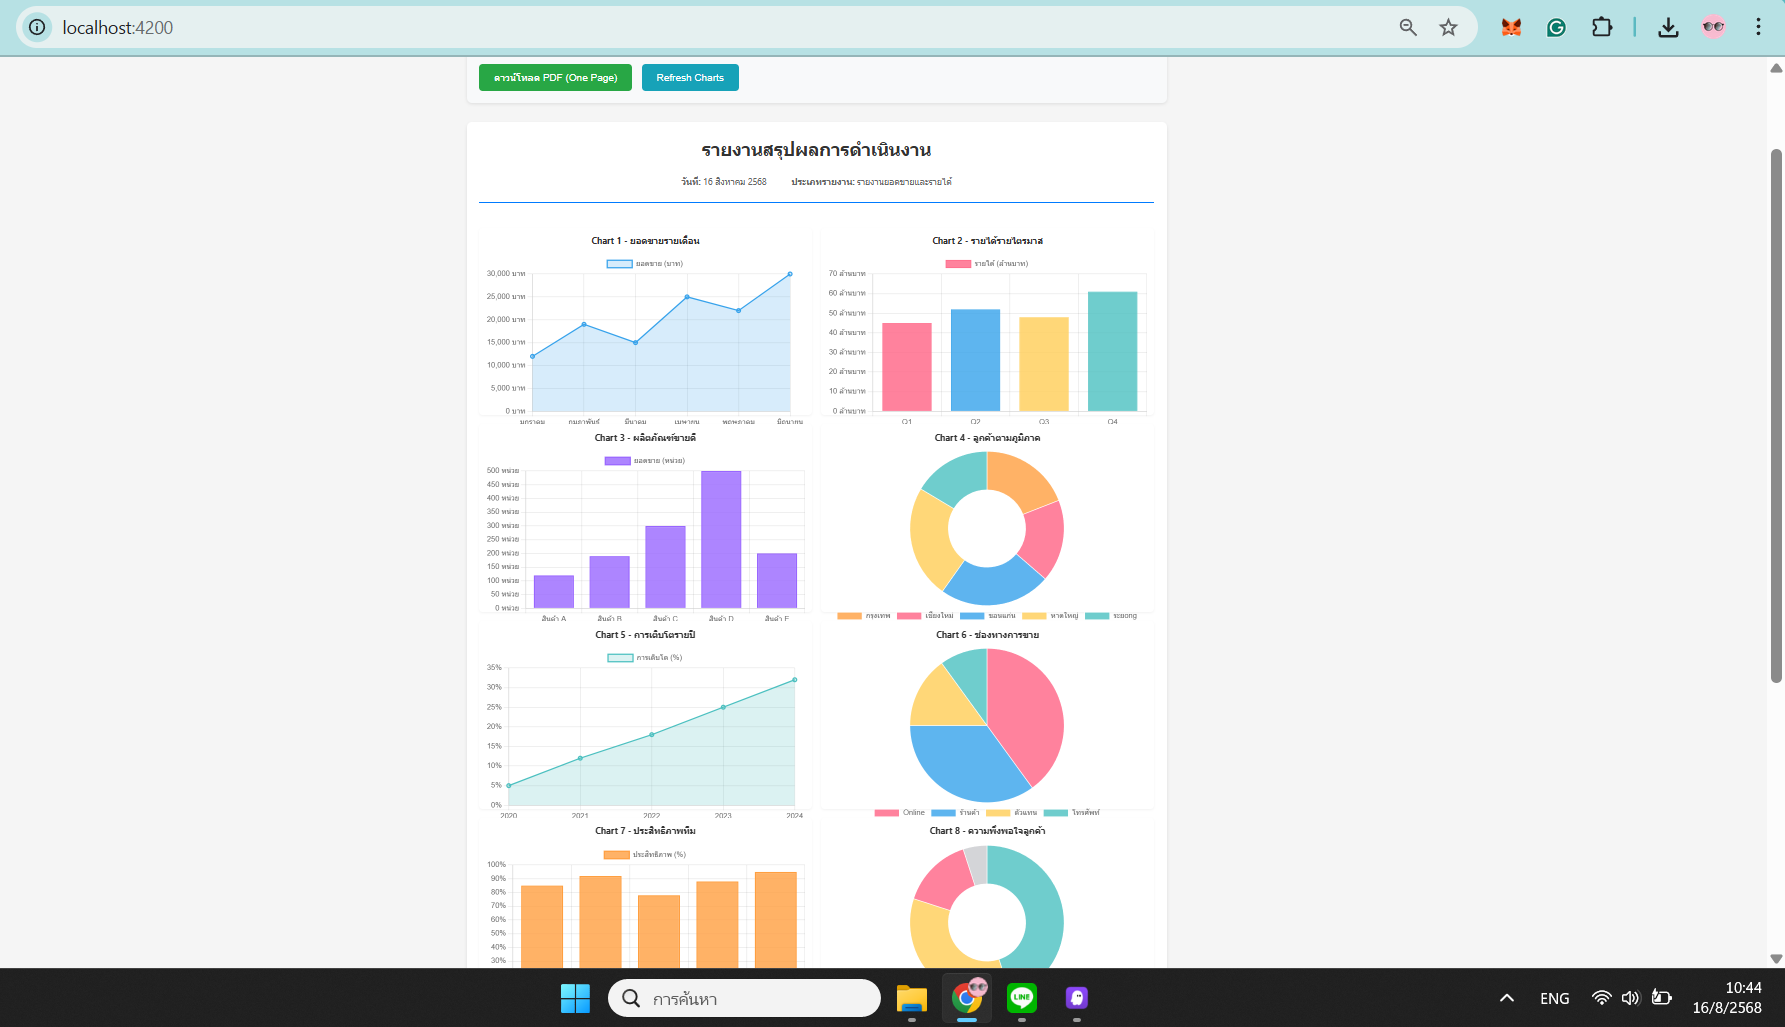 localhost:4200
ดาวน์โหลด PDF (One Page)
Refresh Charts
รายงานสรุปผลการดำเนินงาน
วันที่: 16 สิงหาคม 2568
ประเภทรายงาน: รายงานยอดขายและรายได้
Chart 1 - ยอดขายรายเดือน
ยอดขาย (บาท)
30,000 บาท
25,000 บาท
20,000 บาท
15,000 บาท
10,000 บาท
5,000 บาท
0 บาท
มกราคม กุมภาพันธ์ มีนาคม เมษายน พฤษภาคม มิถุนายน
Chart 2 - รายได้รายไตรมาส
รายได้ (ล้านบาท)
70 ล้านบาท
60 ล้านบาท
50 ล้านบาท
40 ล้านบาท
30 ล้านบาท
20 ล้านบาท
10 ล้านบาท
0 ล้านบาท
Q1 Q2 Q3 Q4
Chart 3 - ผลิตภัณฑ์ขายดี
ยอดขาย (หน่วย)
500 หน่วย
450 หน่วย
400 หน่วย
350 หน่วย
300 หน่วย
250 หน่วย
200 หน่วย
150 หน่วย
100 หน่วย
50 หน่วย
0 หน่วย
สินค้า A สินค้า B สินค้า C สินค้า D สินค้า E
Chart 4 - ลูกค้าตามภูมิภาค
กรุงเทพ เชียงใหม่ ขอนแก่น หาดใหญ่ ระยอng
Chart 5 - การเติบโตรายปี
การเติบโต (%)
35%
30%
25%
20%
15%
10%
5%
0%
2020 2021 2022 2023 2024
Chart 6 - ช่องทางการขาย
Online ร้านค้า ตัวแทน โทรศัพท์
Chart 7 - ประสิทธิภาพทีม
ประสิทธิภาพ (%)
100%
90%
80%
70%
60%
50%
40%
30%
Chart 8 - ความพึงพอใจลูกค้า
การค้นหา
LINE
ENG
10:44
16/8/2568